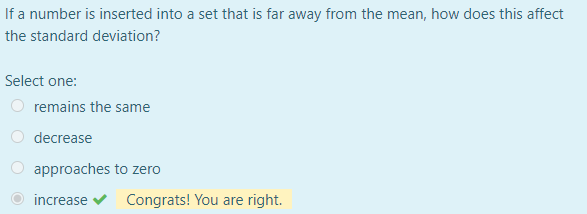 If a number is inserted into a set that is far away from the mean, how does this affect
the standard deviation?
Select one:
remains the same
decrease
approaches to zero
increase ✔ Congrats! You are right.